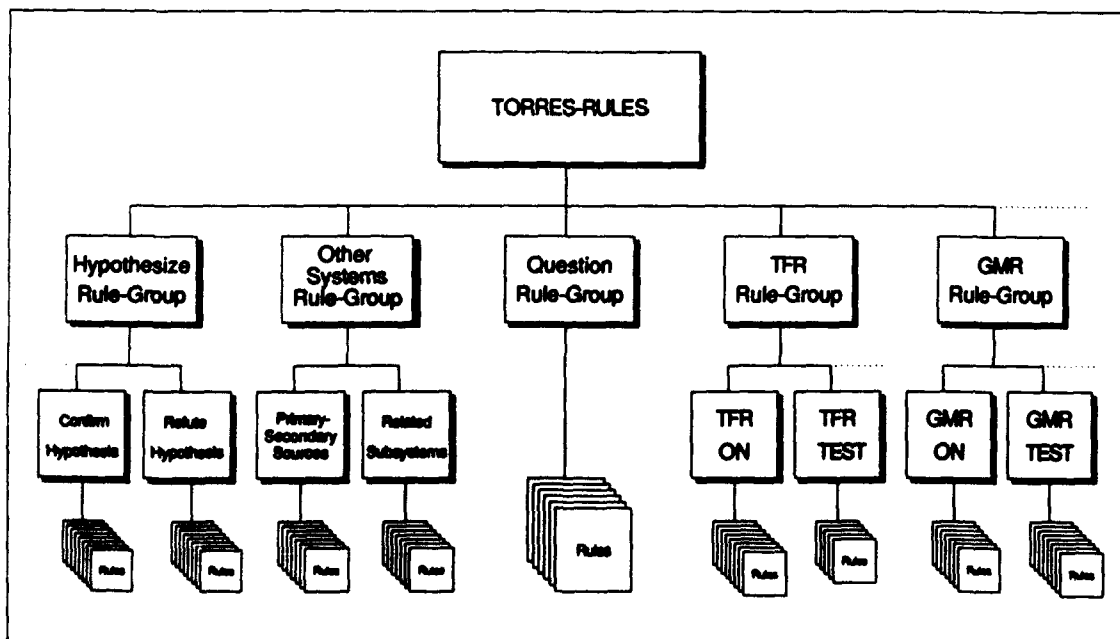 TORRES-RULES
Hypothesize
Rule-Group
Other
Systems
Rule-Group
Question
Rule-Group
TFR
Rule-Group
GMR
Rule-Group
Confirm
Hypothesis
Refute
Hypothesis
Primary-
Secondary
Sources
Related
Subsystems
TFR
ON
TFR
TEST
GMR
ON
GMR
TEST
Rules
Rules
Rules
Rules
Rules
Rules
Rules
Rules
Rules